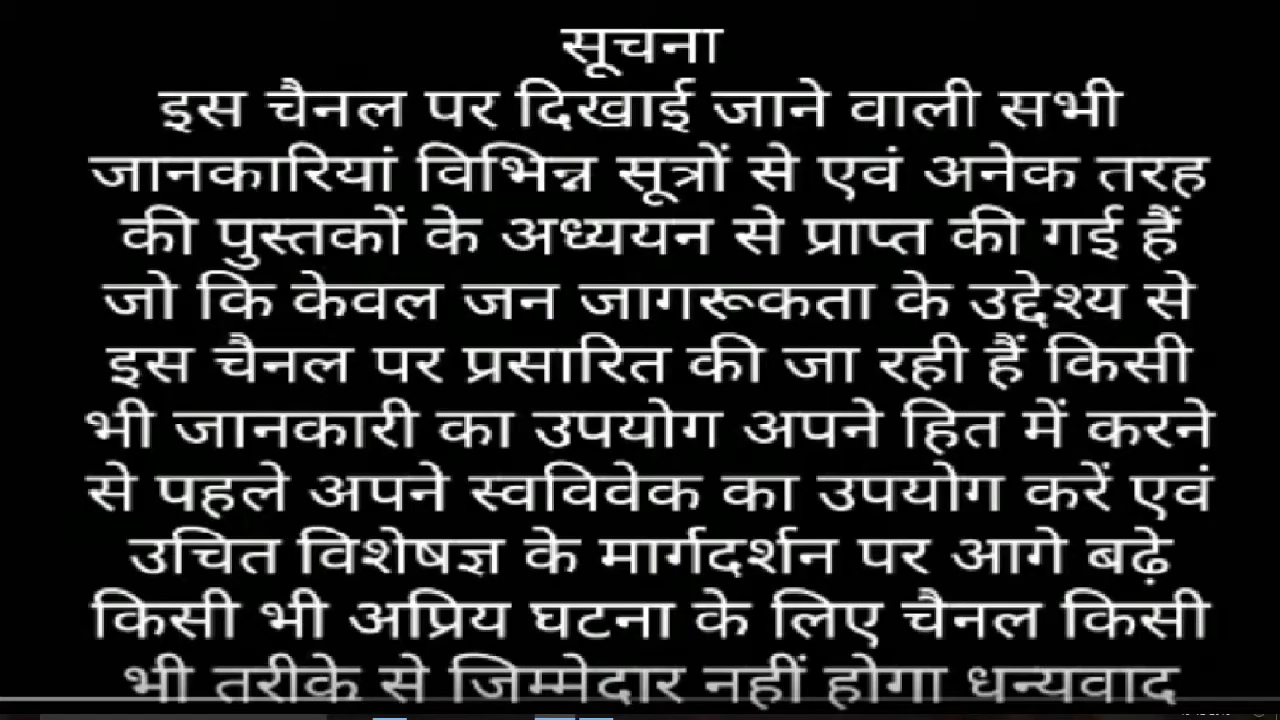 सूचना
इस चैनल पर दिखाई जाने वाली सभी
जानकारियां विभिन्न सूत्रों से एवं अनेक तरह
की पुस्तकों के अध्ययन से प्राप्त की गई हैं
जो कि केवल जन जागरूकता के उद्देश्य से
इस चैनल पर प्रसारित की जा रही हैं किसी
भी जानकारी का उपयोग अपने हित में करने
से पहले अपने स्वविवेक का उपयोग करें एवं
उचित विशेषज्ञ के मार्गदर्शन पर आगे बढ़े
किसी भी अप्रिय घटना के लिए चैनल किसी
भी तरीके से जिम्मेदार नहीं होगा धन्यवाद